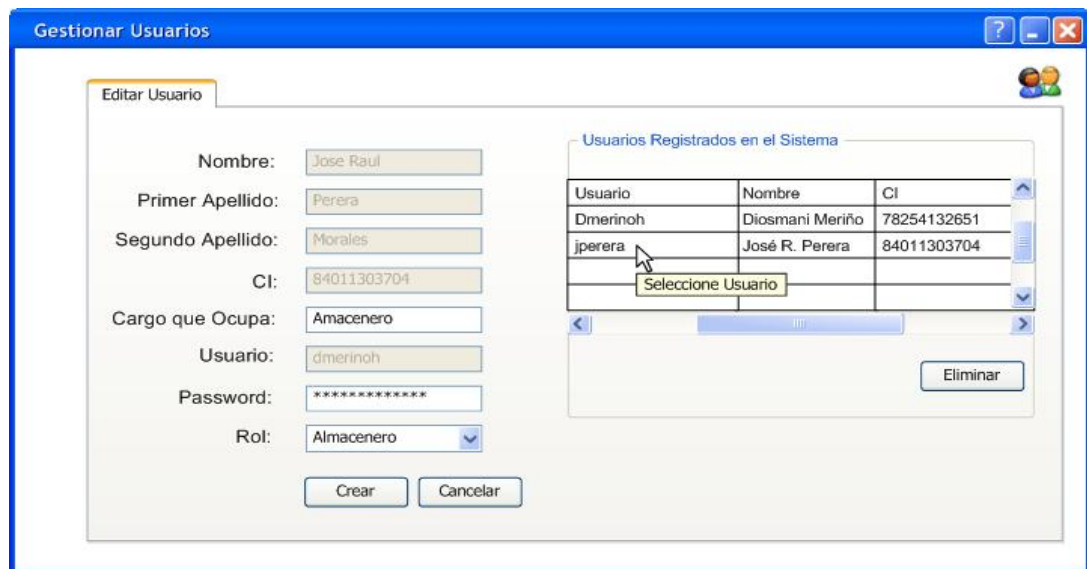 Gestionar Usuarios
Editar Usuario
Nombre: Jose Raul
Primer Apellido: Perera
Segundo Apellido: Morales
CI: 84011303704
Cargo que Ocupa: Amacenero
Usuario: dmerinoh
Password: *************
Rol: Almacenero
Crear Cancelar
Usuarios Registrados en el Sistema
Usuario Nombre CI
Dmerinoh Diosmani Meriño 78254132651
jperera José R. Perera 84011303704
Seleccione Usuario
Eliminar